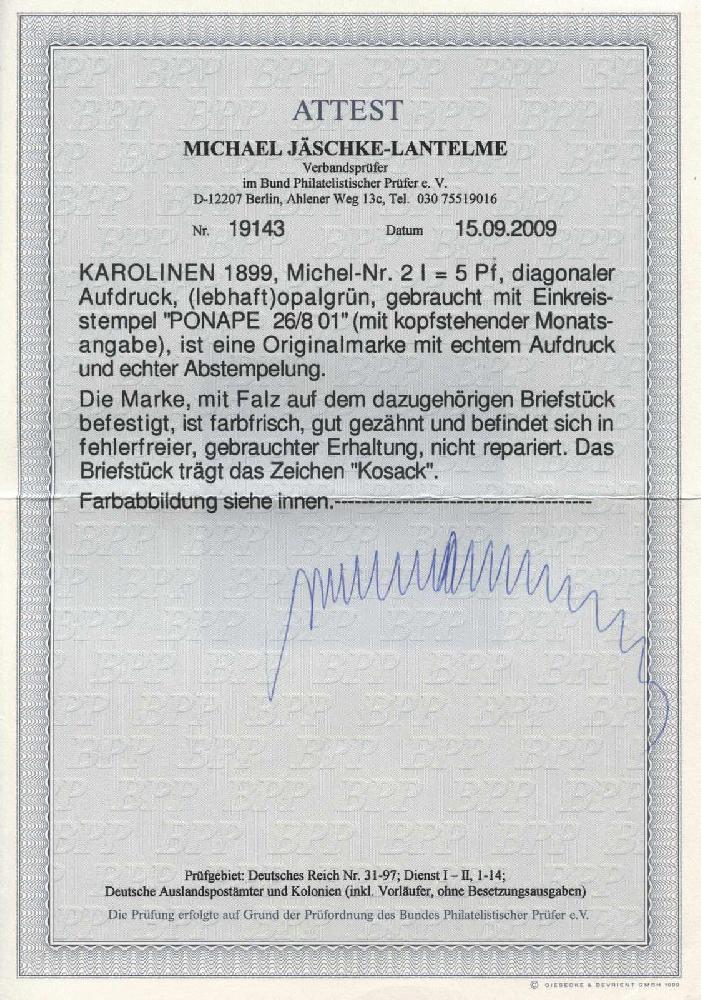 ATTEST
MICHAEL JÄSCHKE-LANTELME
Verbandsprüfer
im Bund Philatelistischer Prüfer e. V.
D-12207 Berlin, Ahlener Weg 13c, Tel. 030 75519016
Nr. 19143 Datum 15.09.2009
KAROLINEN 1899, Michel-Nr. 2 I = 5 Pf, diagonaler
Aufdruck, (lebhaft)opalgrün, gebraucht mit Einkreis-
stempel "PONAPE 26/8 01" (mit kopfstehender Monats-
angabe), ist eine Originalmarke mit echtem Aufdruck
und echter Abstempelung.
Die Marke, mit Falz auf dem dazugehörigen Briefstück
befestigt, ist farbfrisch, gut gezähnt und befindet sich in
fehlerfreier, gebrauchter Erhaltung, nicht repariert. Das
Briefstück trägt das Zeichen "Kosack".
Farbabbildung siehe innen.---------------------------------------
Prüfgebiet: Deutsches Reich Nr. 31-97; Dienst I – II, 1-14;
Deutsche Auslandspostämter und Kolonien (inkl. Vorläufer, ohne Besetzungsausgaben)
Die Prüfung erfolgte auf Grund der Prüfordnung des Bundes Philatelistischer Prüfer e.V.
© GIESECKE & DEVRIENT GMBH